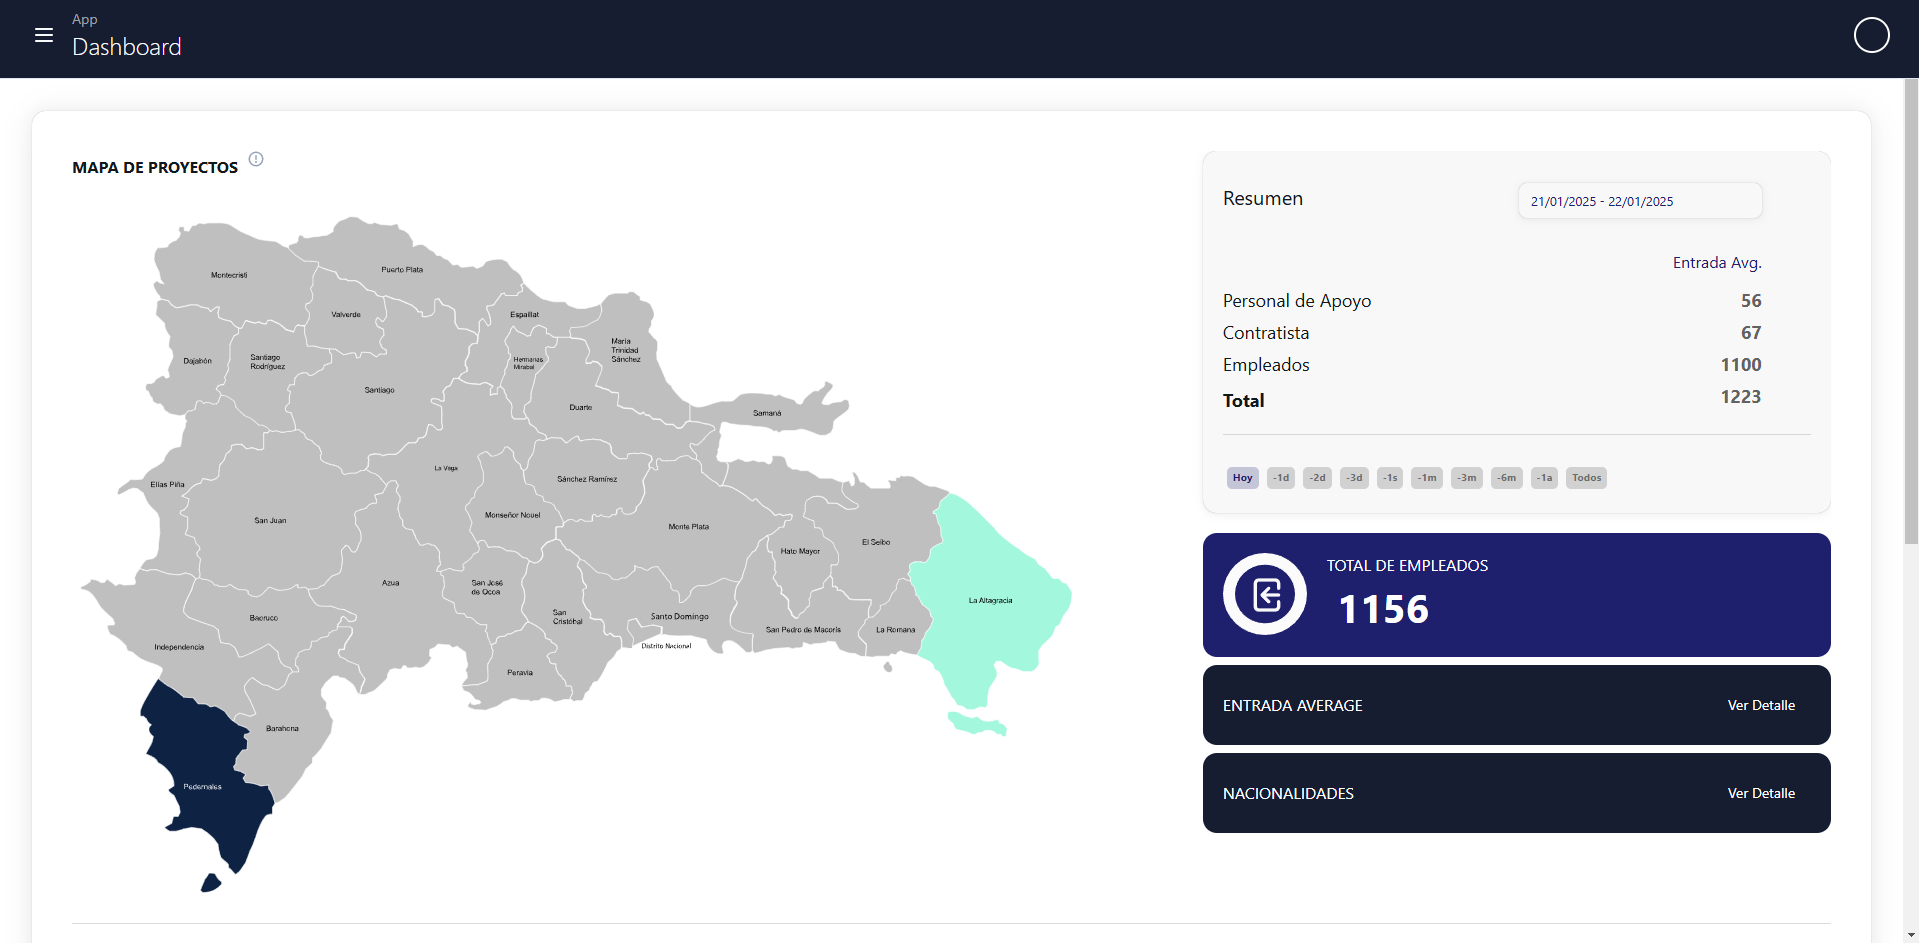 App
Dashboard
MAPA DE PROYECTOS
Montecristi
Puerto Plata
Valverde
Espaillat
Dajabón
Santiago
Rodríguez
Hermanas
Mirabal
María
Trinidad
Sánchez
Santiago
Duarte
Samaná
La Vega
Elías Piña
Sánchez Ramírez
San Juan
Monseñor Nouel
Monte Plata
Hato Mayor
El Seibo
Azua
San José
de Ocoa
La Altagracia
Baoruco
San
Cristóbal
Santo Domingo
San Pedro de Macorís
La Romana
Independencia
Distrito Nacional
Peravia
Barahona
Pedernales
Resumen
21/01/2025 - 22/01/2025
Entrada Avg.
Personal de Apoyo 56
Contratista 67
Empleados 1100
Total 1223
Hoy -1d -2d -3d -1s -1m -3m -6m -1a Todos
TOTAL DE EMPLEADOS
1156
ENTRADA AVERAGE Ver Detalle
NACIONALIDADES Ver Detalle